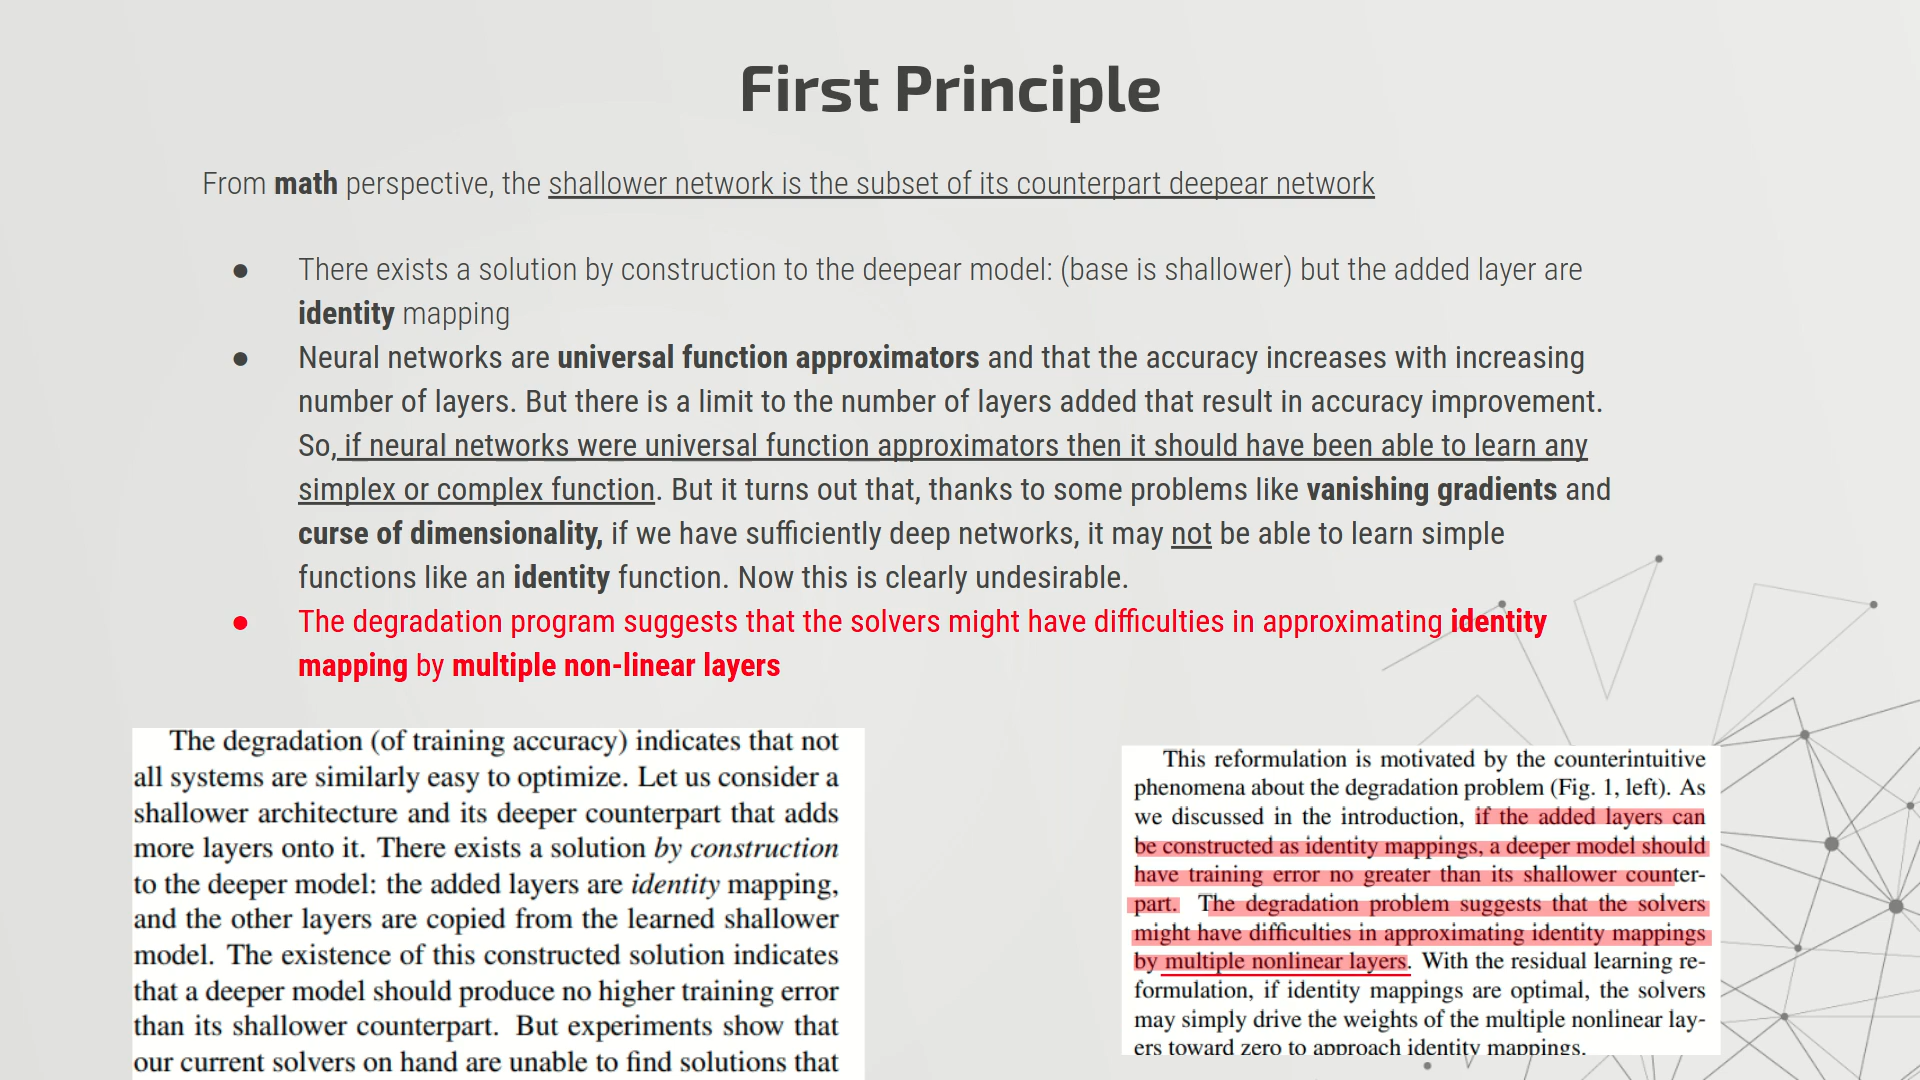 First Principle
From math perspective, the shallower network is the subset of its counterpart deepear network
● There exists a solution by construction to the deepear model: (base is shallower) but the added layer are
identity mapping
● Neural networks are universal function approximators and that the accuracy increases with increasing
number of layers. But there is a limit to the number of layers added that result in accuracy improvement.
So, if neural networks were universal function approximators then it should have been able to learn any
simplex or complex function. But it turns out that, thanks to some problems like vanishing gradients and
curse of dimensionality, if we have sufficiently deep networks, it may not be able to learn simple
functions like an identity function. Now this is clearly undesirable.
● The degradation program suggests that the solvers might have difficulties in approximating identity
mapping by multiple non-linear layers
The degradation (of training accuracy) indicates that not
all systems are similarly easy to optimize. Let us consider a
shallower architecture and its deeper counterpart that adds
more layers onto it. There exists a solution by construction
to the deeper model: the added layers are identity mapping,
and the other layers are copied from the learned shallower
model. The existence of this constructed solution indicates
that a deeper model should produce no higher training error
than its shallower counterpart. But experiments show that
our current solvers on hand are unable to find solutions that
This reformulation is motivated by the counterintuitive
phenomena about the degradation problem (Fig. 1, left). As
we discussed in the introduction, if the added layers can
be constructed as identity mappings, a deeper model should
have training error no greater than its shallower counter-
part. The degradation problem suggests that the solvers
might have difficulties in approximating identity mappings
by multiple nonlinear layers. With the residual learning re-
formulation, if identity mappings are optimal, the solvers
may simply drive the weights of the multiple nonlinear lay-
ers toward zero to approach identity mappings.